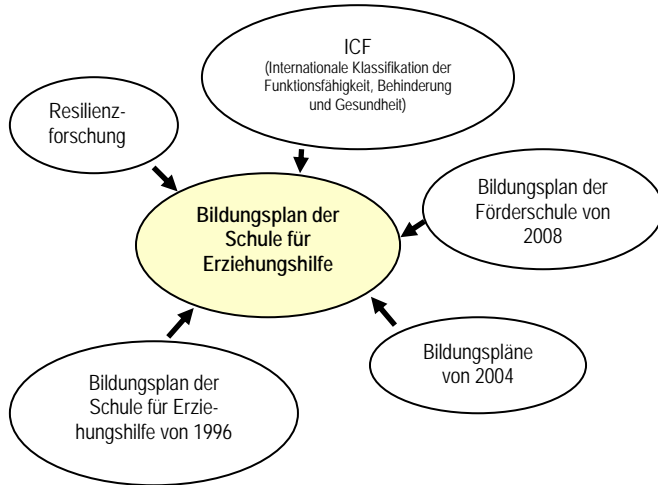 ICF
(Internationale Klassifikation der
Funktionsfähigkeit, Behinderung
und Gesundheit)
Resilienz-
forschung
Bildungsplan der
Schule für
Erziehungshilfe
Bildungsplan der
Förderschule von
2008
Bildungspläne
von 2004
Bildungsplan der
Schule für Erzie-
hungshilfe von 1996